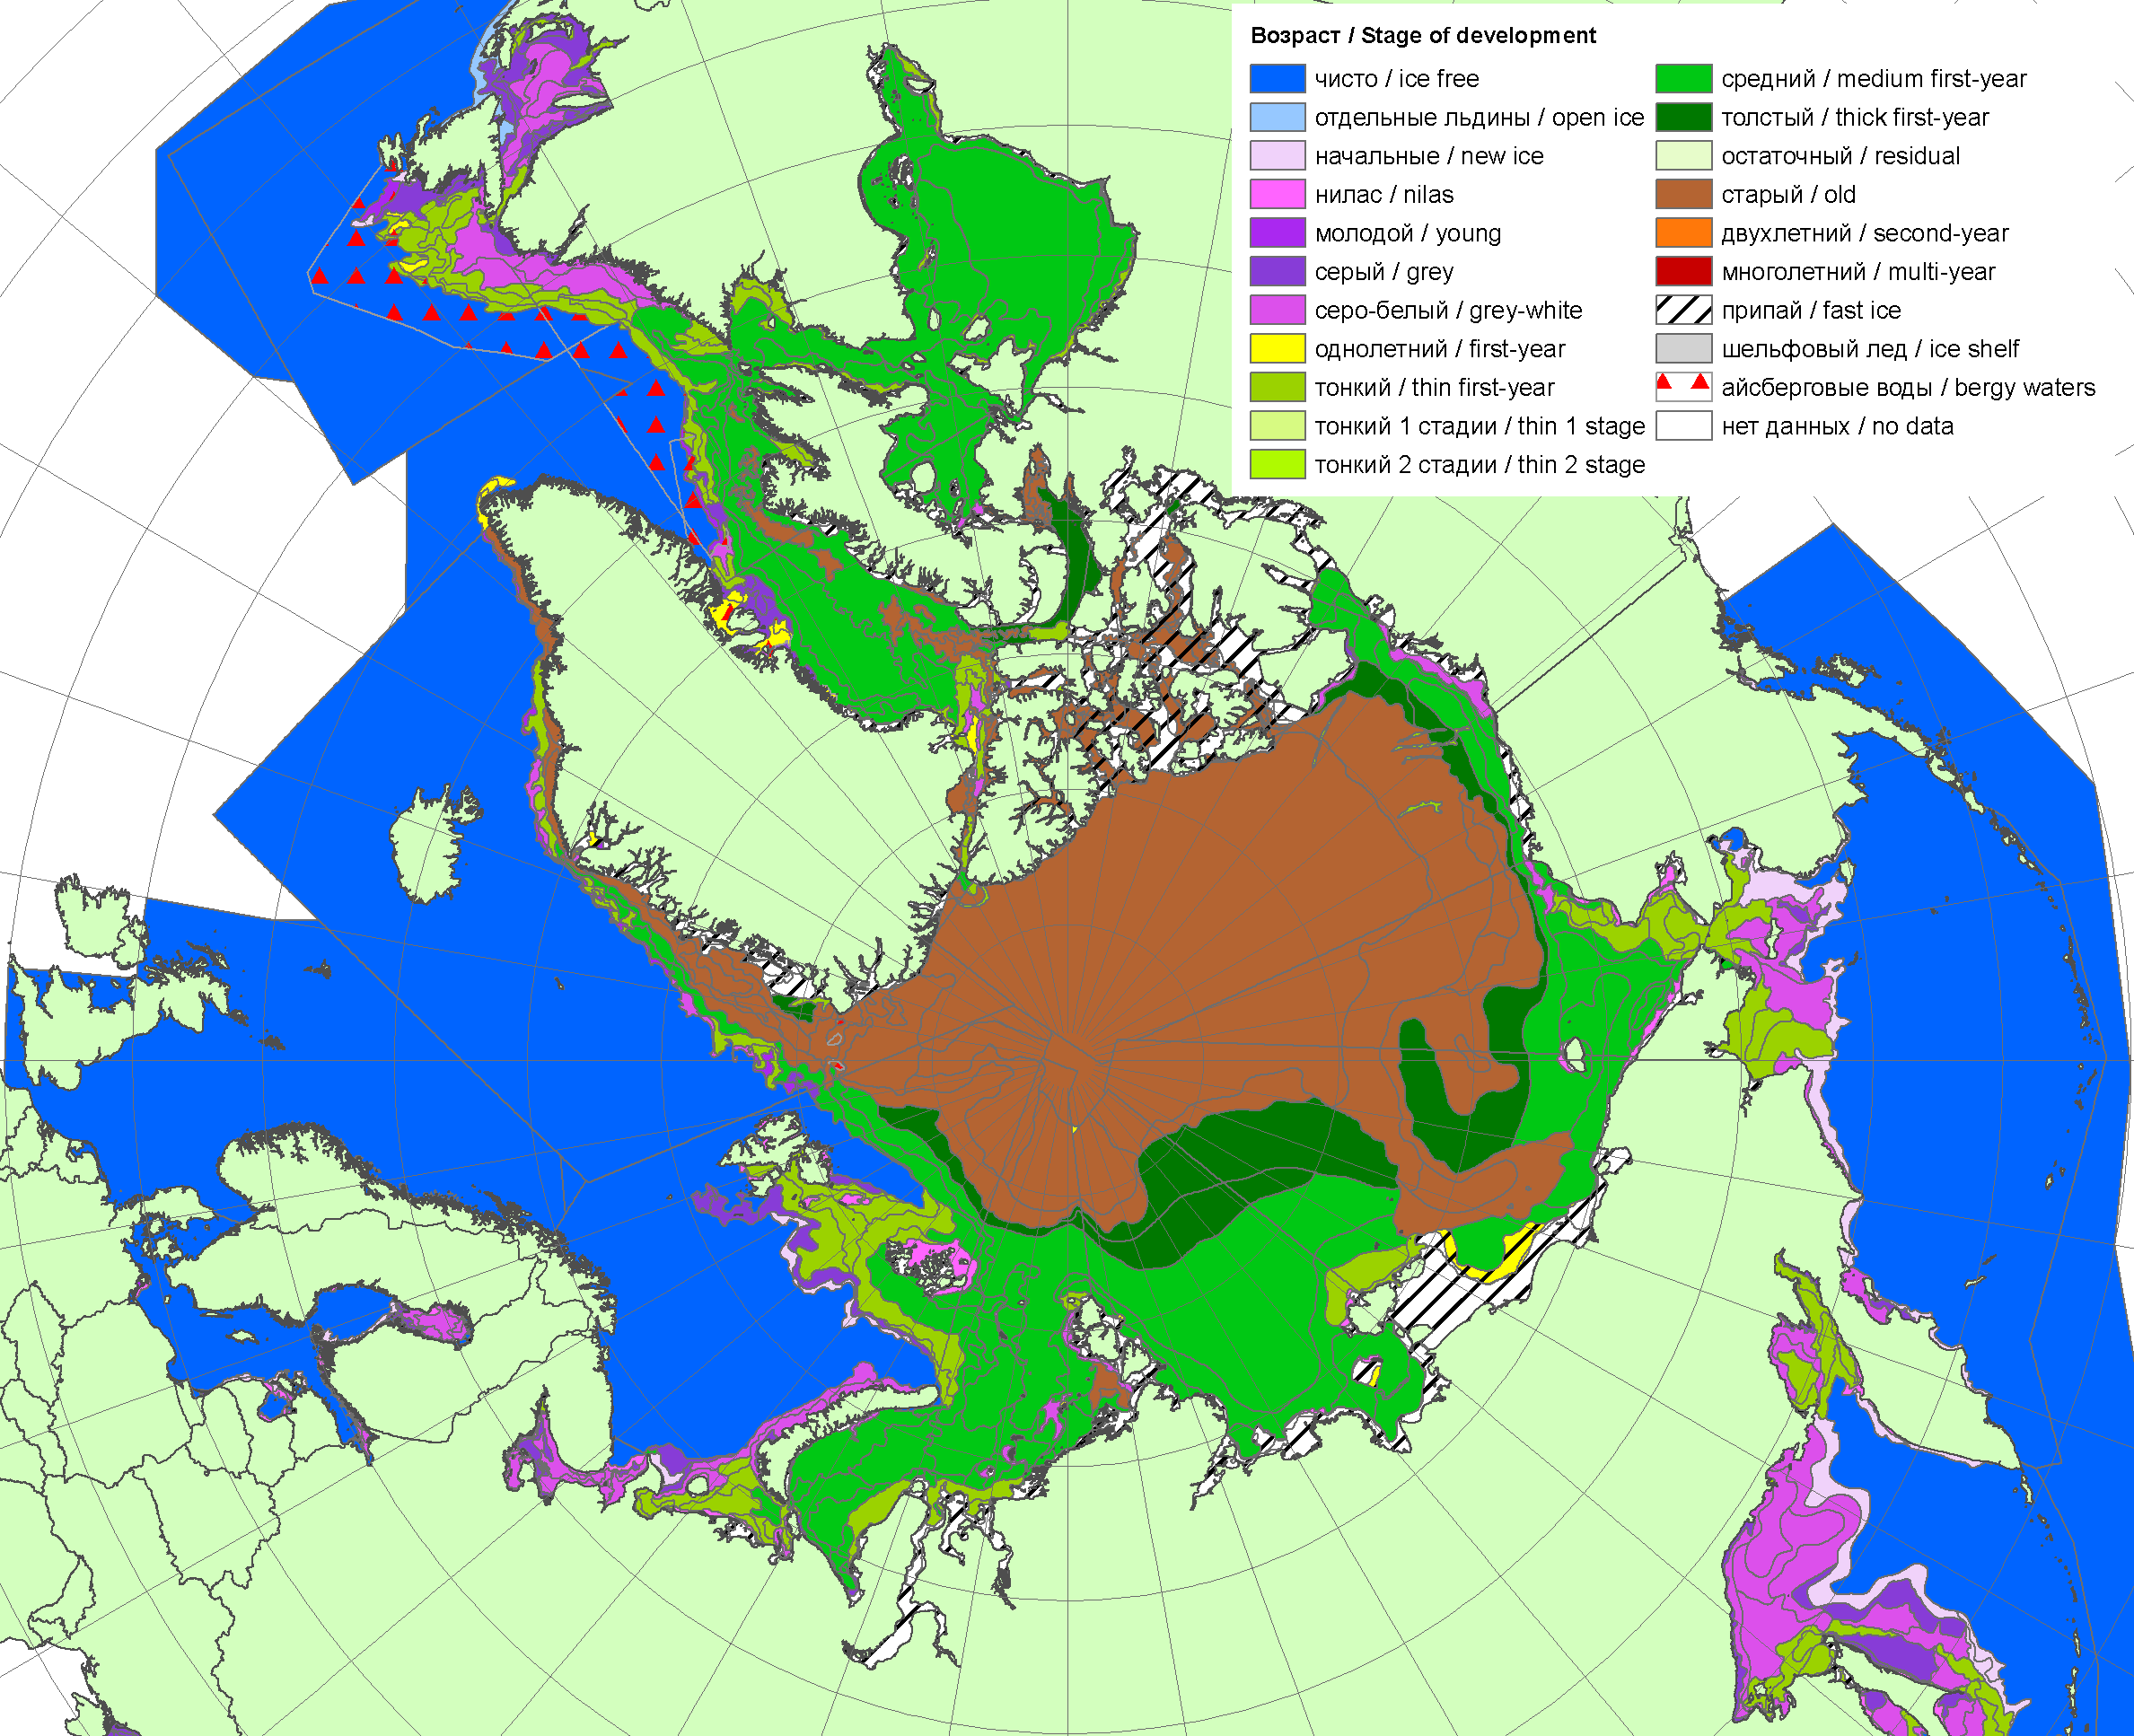 Возраст / Stage of development
чисто / ice free
отдельные льдины / open ice
начальные / new ice
нилас / nilas
молодой / young
серый / grey
серо-белый / grey-white
однолетний / first-year
тонкий / thin first-year
тонкий 1 стадии / thin 1 stage
тонкий 2 стадии / thin 2 stage
средний / medium first-year
толстый / thick first-year
остаточный / residual
старый / old
двухлетний / second-year
многолетний / multi-year
припай / fast ice
шельфовый лед / ice shelf
айсберговые воды / bergy waters
нет данных / no data